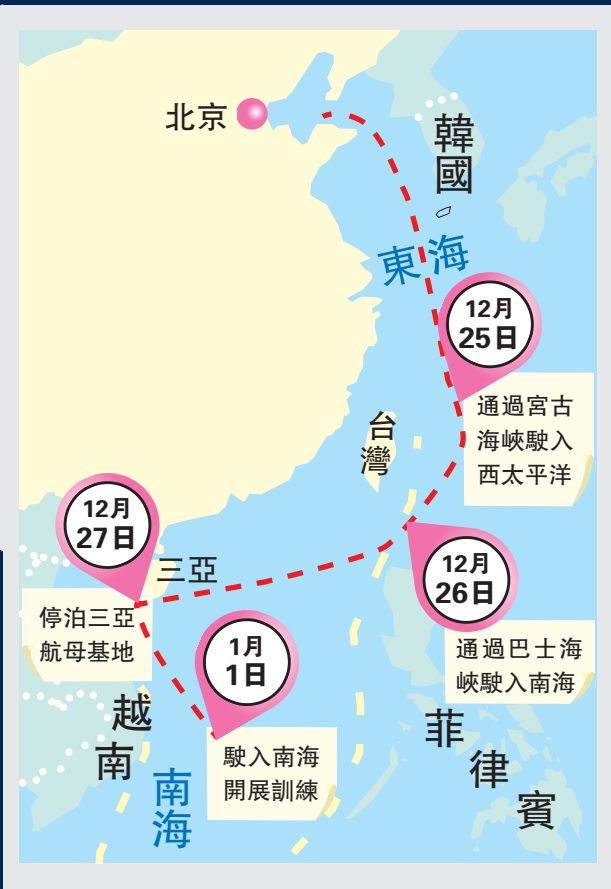 北京
韓國
東海
12月
25日
通過宮古
海峽駛入
西太平洋
台灣
12月
26日
通過巴士海
峽駛入南海
12月
27日
三亞
停泊三亞
航母基地
1月
1日
駛入南海
開展訓練
越南
南海
菲律賓